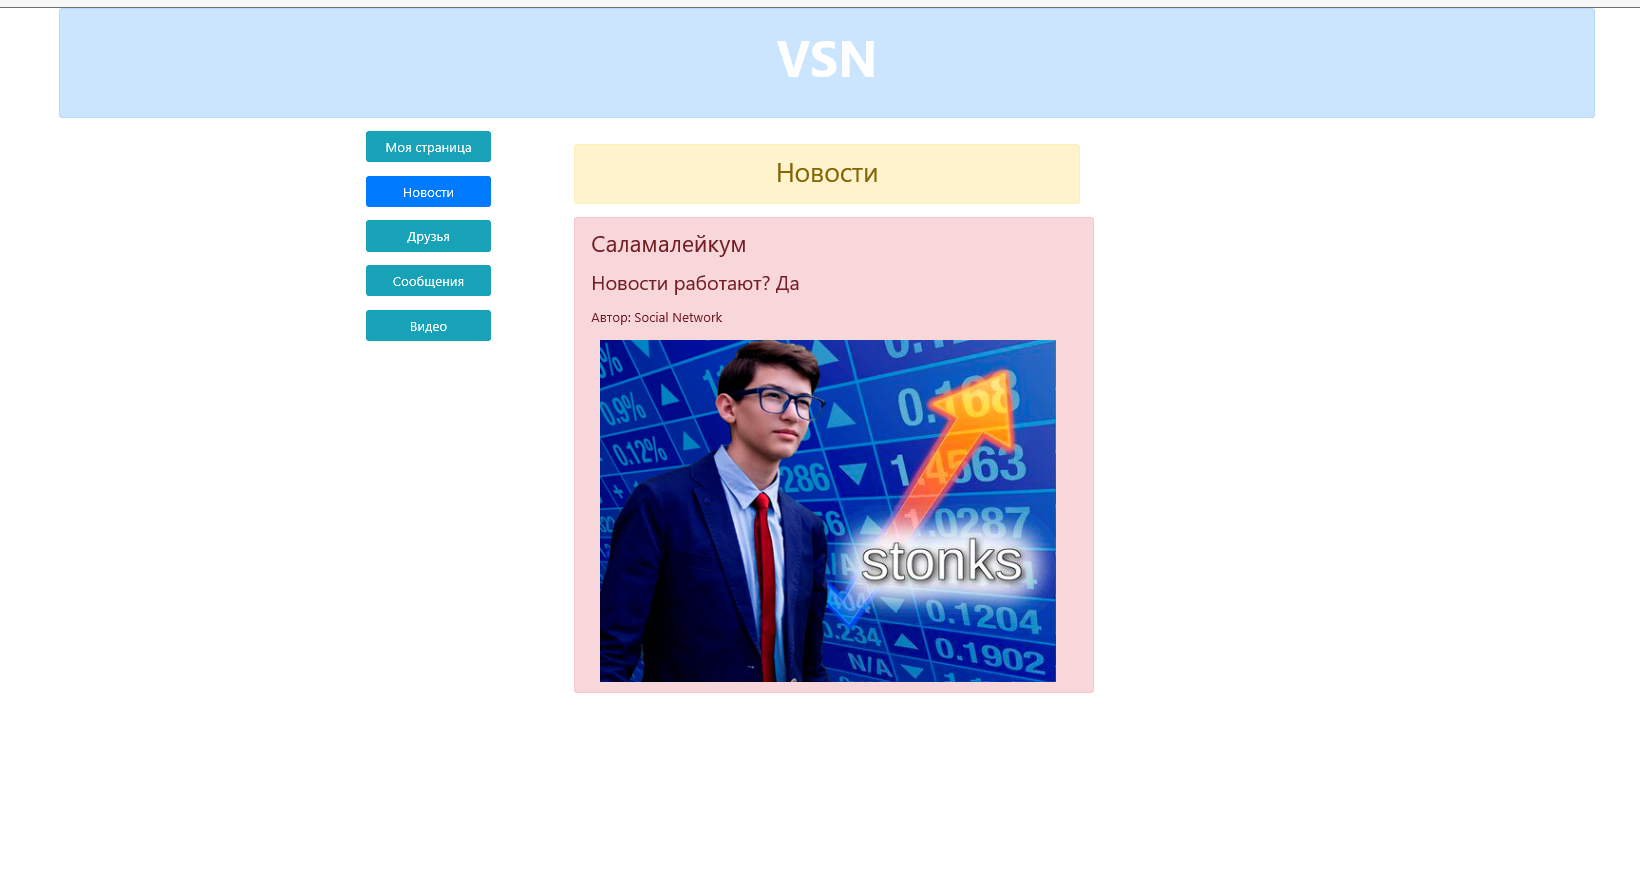 VSN
Моя страница
Новости
Друзья
Сообщения
Видео
Новости
Саламалейкум
Новости работают? Да
Автор: Social Network
0.168
0.9%
0.12%
286
1.4563
1.0287
stonks
0.1204
0.234
0.1902
N/A